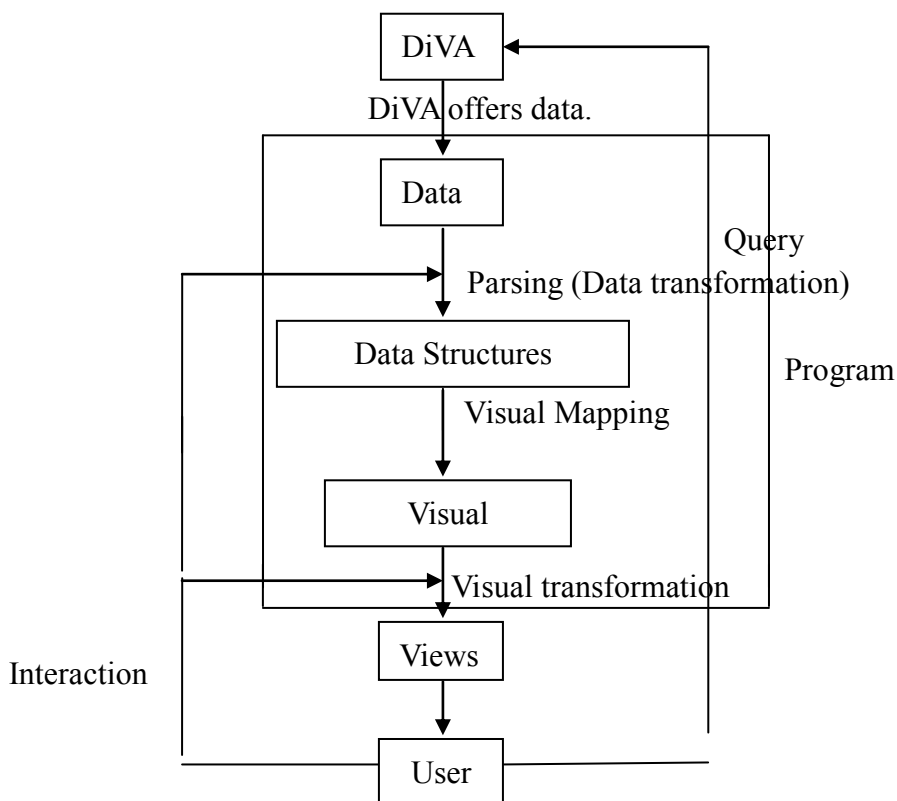 DiVA
DiVA offers data.
Data
Query
Parsing (Data transformation)
Data Structures
Program
Visual Mapping
Visual
Visual transformation
Views
Interaction
User